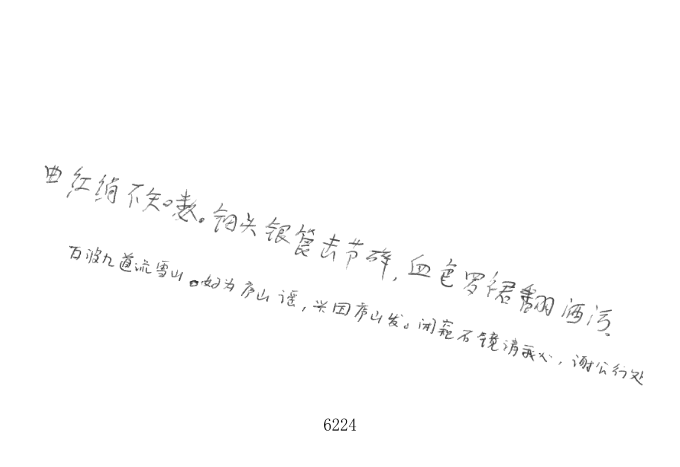 曲红绡不知数。钿头银篦击节碎，血色罗裙翻酒污。
万波九道流雪山。好为庐山谣，兴因庐山发。闲窥石镜清我心，谢公行处
6224